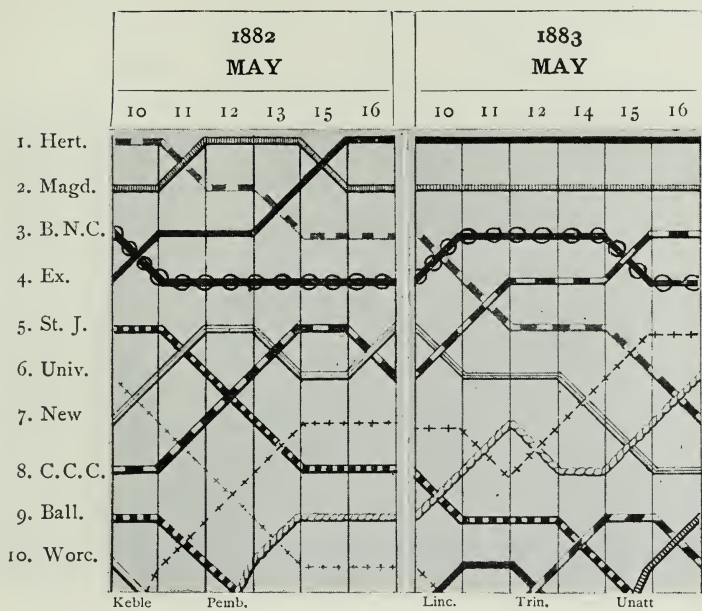 1882 1883
MAY MAY
10 11 12 13 15 16 10 11 12 14 15 16
1. Hert.
2. Magd.
3. B.N.C.
4. Ex.
5. St. J.
6. Univ.
7. New
8. C.C.C.
9. Ball.
10. Worc.
Keble Pemb. Linc. Trin. Unatt